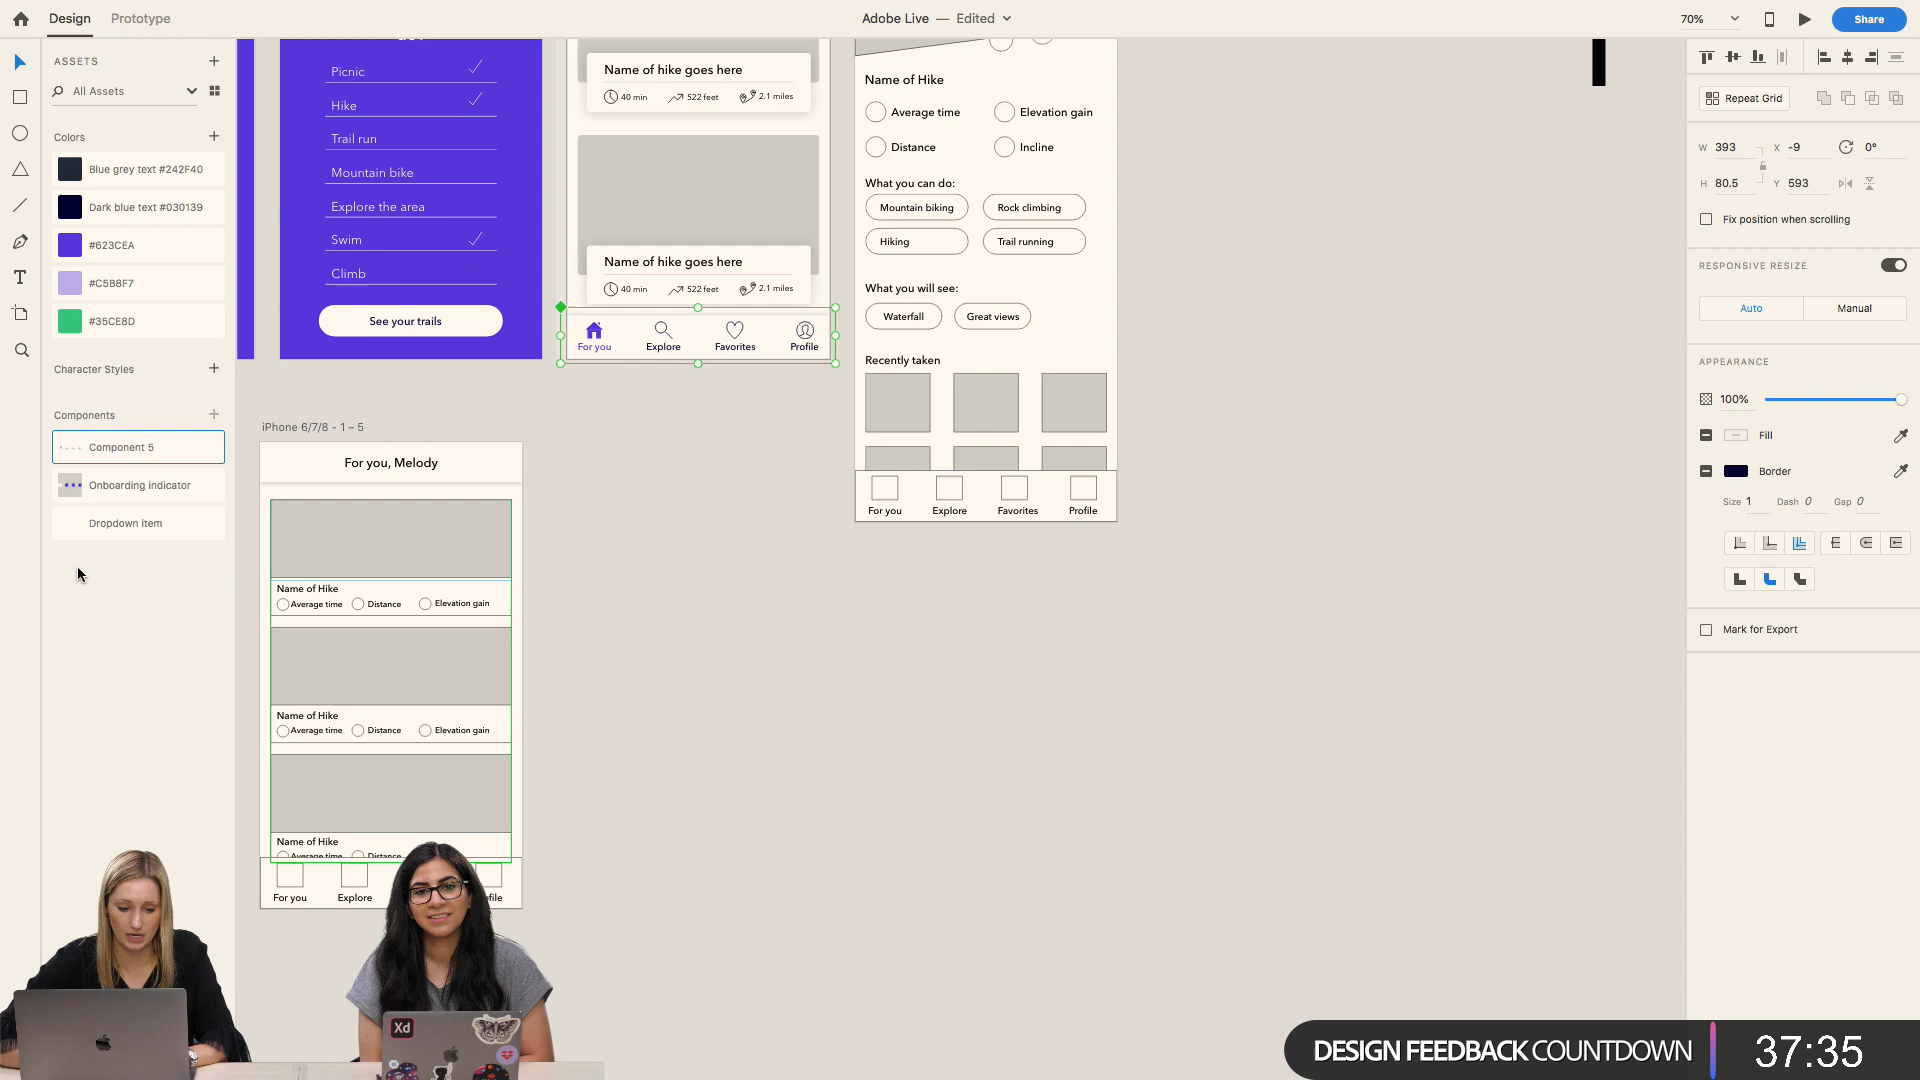 Design
Prototype
Adobe Live — Edited
70%
Share
ASSETS
All Assets
Colors
Blue grey text #242F40
Dark blue text #030139
#623CEA
#C5B8F7
#35CE8D
Character Styles
Components
Component 5
Onboarding indicator
Dropdown item
Picnic
Hike
Trail run
Mountain bike
Explore the area
Swim
Climb
See your trails
Name of hike goes here
40 min
522 feet
2.1 miles
Name of hike goes here
40 min
522 feet
2.1 miles
For you
Explore
Favorites
Profile
Name of Hike
Average time
Elevation gain
Distance
Incline
What you can do:
Mountain biking
Rock climbing
Hiking
Trail running
What you will see:
Waterfall
Great views
Recently taken
For you
Explore
Favorites
Profile
iPhone 6/7/8 - 1 – 5
For you, Melody
Name of Hike
Average time
Distance
Elevation gain
Name of Hike
Average time
Distance
Elevation gain
Name of Hike
Average time
Distance
For you
Explore
file
Xd
Repeat Grid
W 393
X -9
0°
H 80.5
Y 593
Fix position when scrolling
RESPONSIVE RESIZE
Auto
Manual
APPEARANCE
100%
Fill
Border
Size 1
Dash 0
Gap 0
Mark for Export
DESIGN FEEDBACK COUNTDOWN
37:35